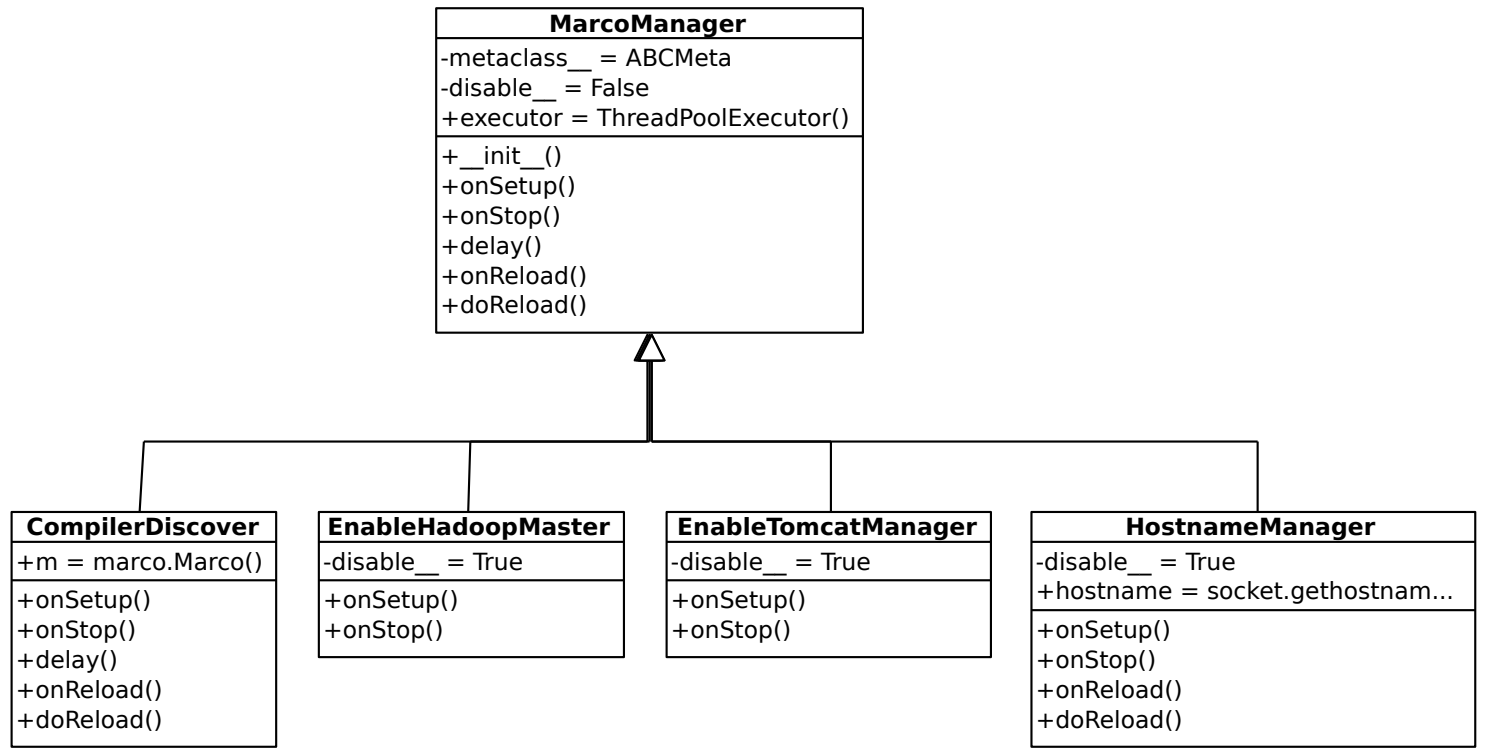 MarcoManager
-metaclass__ = ABCMeta
-disable__ = False
+executor = ThreadPoolExecutor()
+__init__()
+onSetup()
+onStop()
+delay()
+onReload()
+doReload()
CompilerDiscover
+m = marco.Marco()
+onSetup()
+onStop()
+delay()
+onReload()
+doReload()
EnableHadoopMaster
-disable__ = True
+onSetup()
+onStop()
EnableTomcatManager
-disable__ = True
+onSetup()
+onStop()
HostnameManager
-disable__ = True
+hostname = socket.gethostnam...
+onSetup()
+onStop()
+onReload()
+doReload()